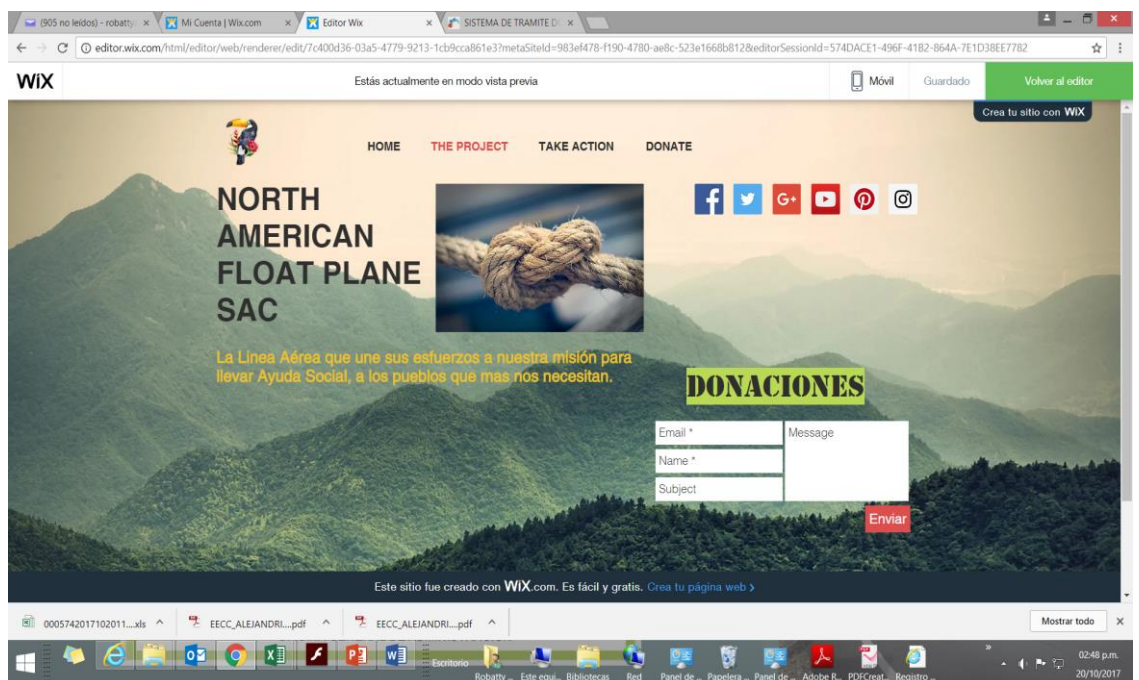 (905 no leídos) - robatty
Mi Cuenta | Wix.com
Editor Wix
SISTEMA DE TRAMITE D
editor.wix.com/html/editor/web/renderer/edit/7c400d36-03a5-4779-9213-1cb9cca861e3?metaSiteId=983ef478-f190-4780-ae8c-523e1668b812&editorSessionId=574DACE1-496F-41B2-864A-7E1D38EE7782
WiX
Estás actualmente en modo vista previa
Móvil
Guardado
Volver al editor
Crea tu sitio con WiX
HOME THE PROJECT TAKE ACTION DONATE
NORTH
AMERICAN
FLOAT PLANE
SAC
La Linea Aérea que une sus esfuerzos a nuestra misión para
llevar Ayuda Social, a los pueblos que mas nos necesitan.
DONACIONES
Email *
Message
Name *
Subject
Enviar
Este sitio fue creado con WiX.com. Es fácil y gratis. Crea tu página web >
0005742017102011....xls
EECC_ALEJANDRI....pdf
EECC_ALEJANDRI....pdf
Mostrar todo
Escritorio
Robatty ...
Este equi...
Bibliotecas
Red
Panel de ...
Papelera ...
Panel de ...
Adobe R...
PDFCreat...
Registro ...
02:48 p.m.
20/10/2017